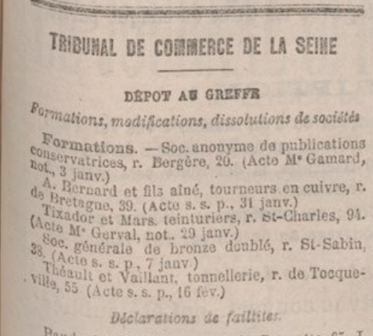 TRIBUNAL DE COMMERCE DE LA SEINE
DÉPOT AU GREFFE
Formations, modifications, dissolutions de sociétés
Formations. — Soc. anonyme de publications
conservatrices, r. Bergère, 20. (Acte Me Gamard,
not., 3 janv.)
A. Bernard et fils aîné, tourneurs en cuivre, r.
de Bretagne, 39. (Acte s. s. p., 31 janv.)
Tixador et Mars, teinturiers, r. St-Charles, 94.
(Acte Me Gerval, not., 29 janv.)
Soc. générale de bronze doublé, r. St-Sabin,
38. (Acte s. s. p., 7 janv.)
Théault et Vaillant, tonnellerie, r. de Tocque-
ville, 55 (Acte s. s. p., 16 fév.)
Déclarations de faillites.